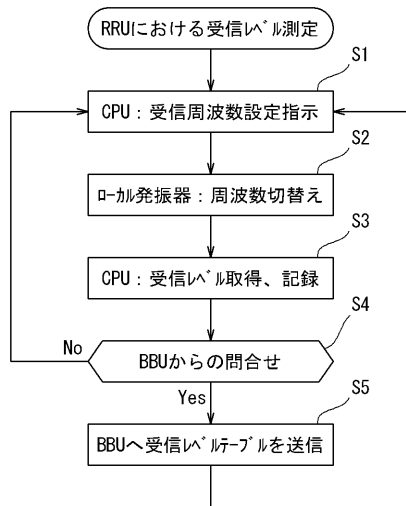 RRUにおける受信ﾚﾍﾞﾙ測定
S1
CPU：受信周波数設定指示
S2
ﾛｰｶﾙ発振器：周波数切替え
S3
CPU：受信ﾚﾍﾞﾙ取得、記録
S4
No
BBUからの問合せ
Yes
S5
BBUへ受信ﾚﾍﾞﾙﾃｰﾌﾞﾙを送信